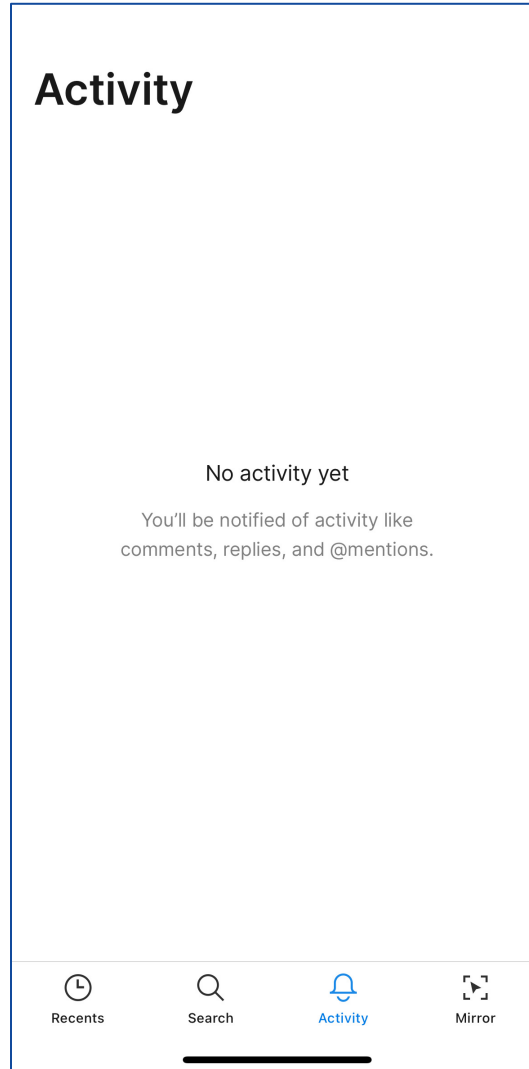 Activity
No activity yet
You’ll be notified of activity like
comments, replies, and @mentions.
Recents
Search
Activity
Mirror